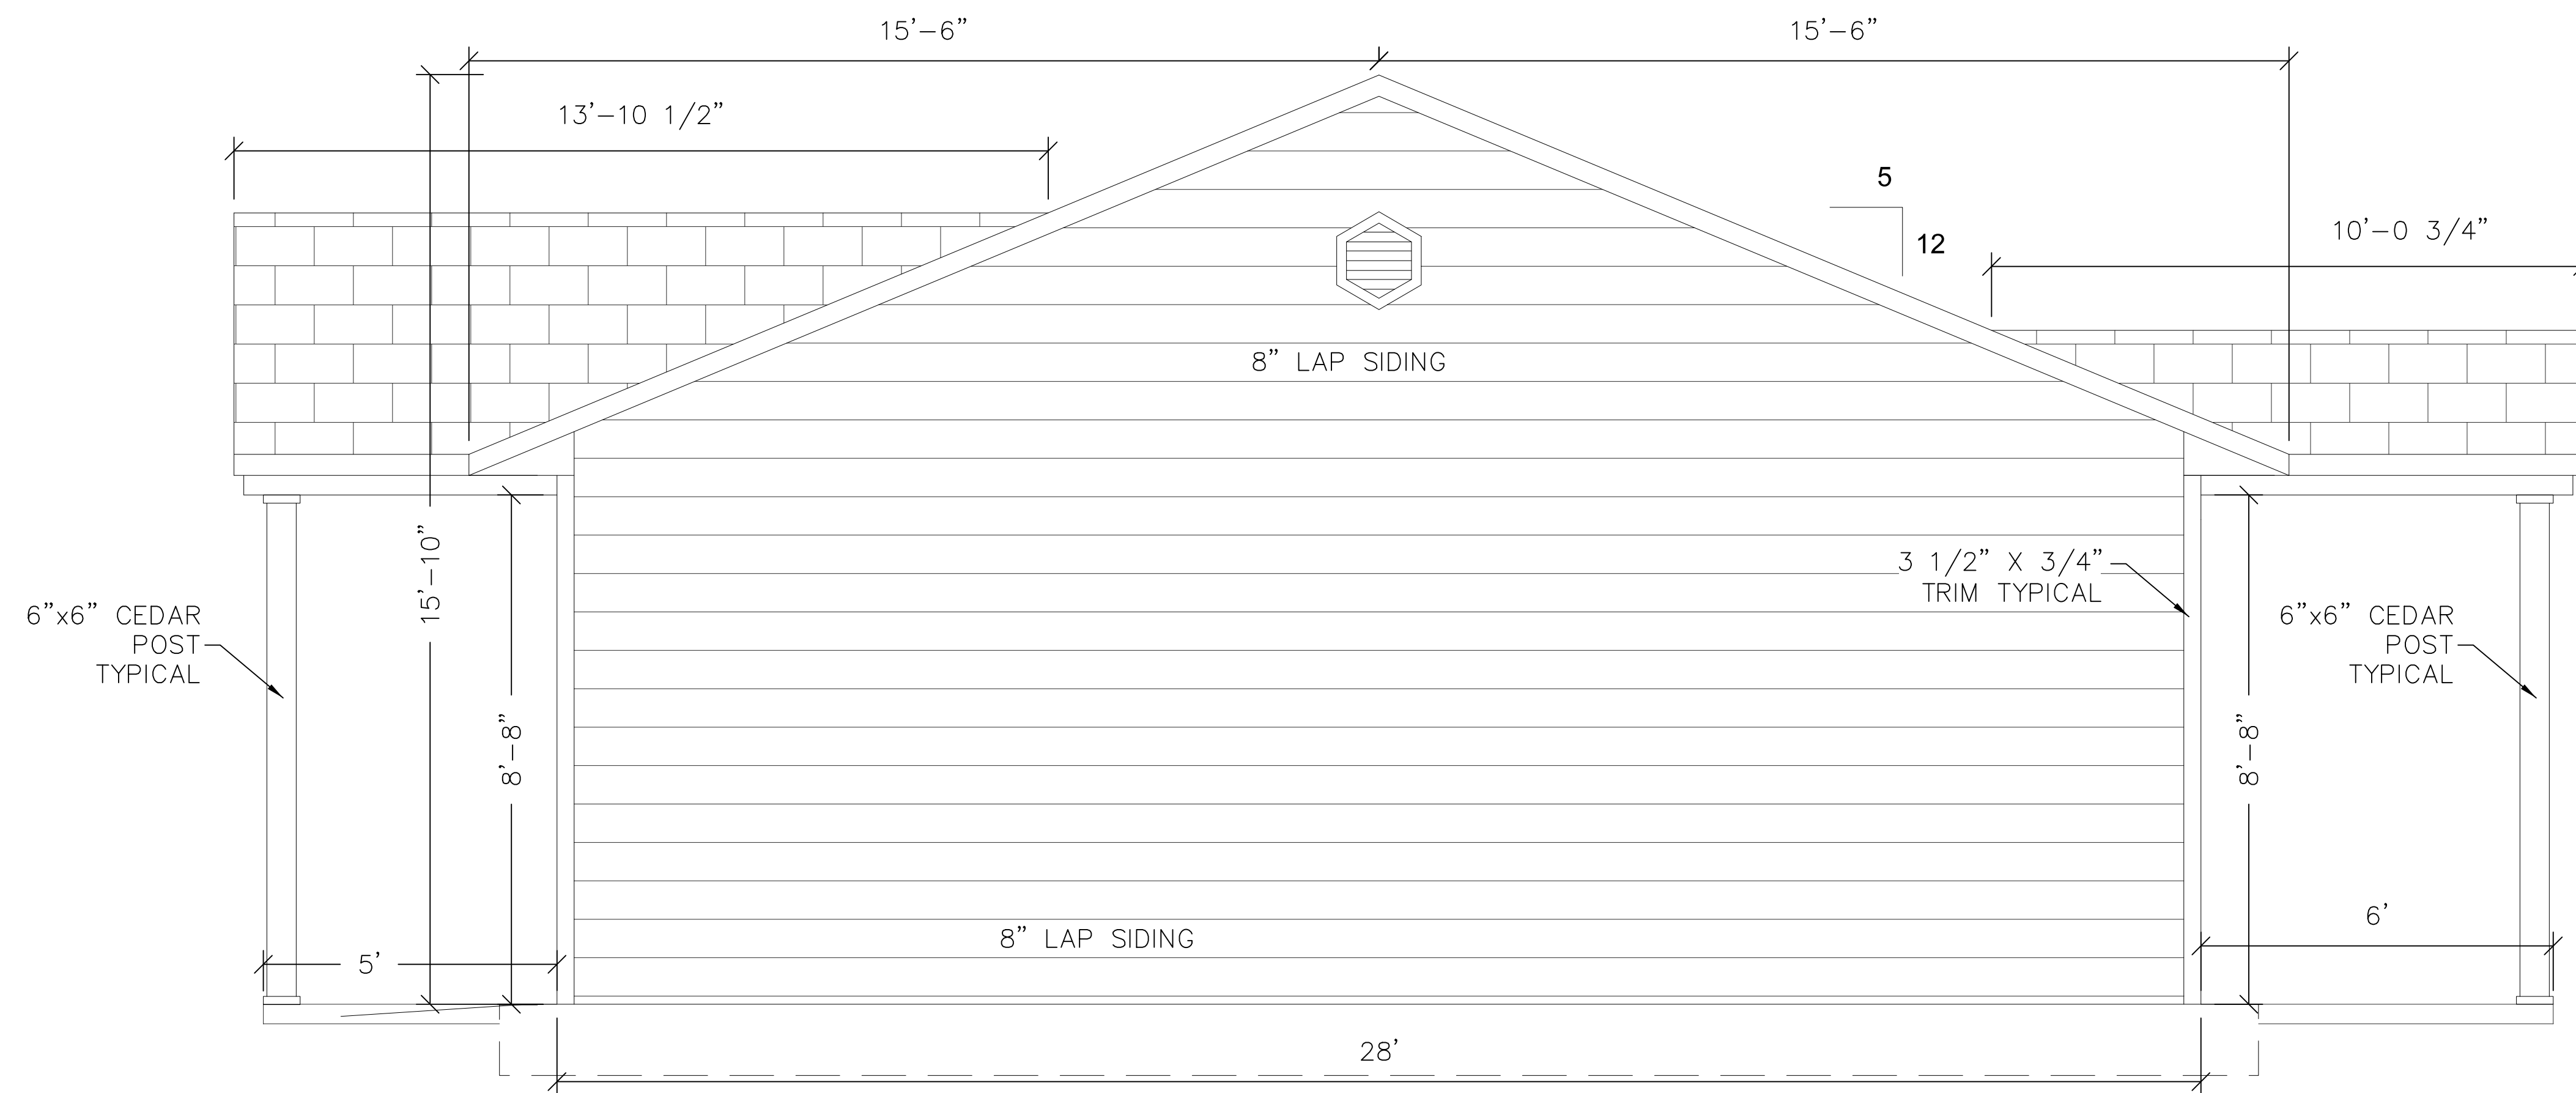 15'-6"
15'-6"
13'-10 1/2"
5
12
10'-0 3/4"
8" LAP SIDING
15'-10"
3 1/2" X 3/4"
TRIM TYPICAL
6"x6" CEDAR
POST
TYPICAL
6"x6" CEDAR
POST
TYPICAL
8'-8"
8'-8"
6'
8" LAP SIDING
5'
28'